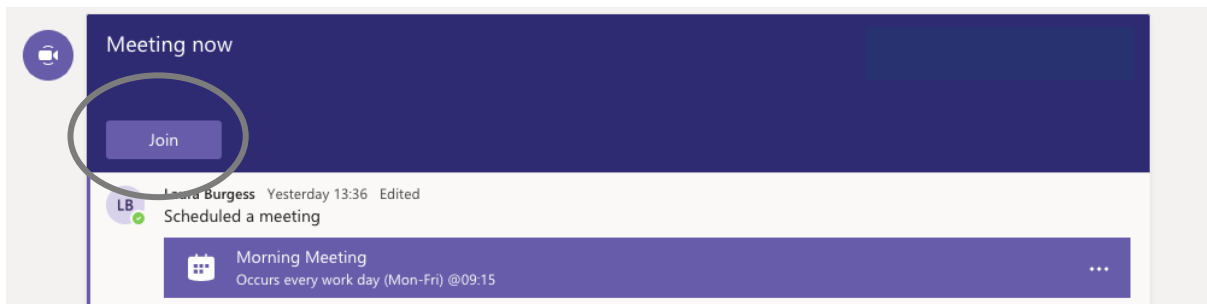 Meeting now
Join
LB
Laura Burgess Yesterday 13:36 Edited
Scheduled a meeting
Morning Meeting
Occurs every work day (Mon-Fri) @09:15